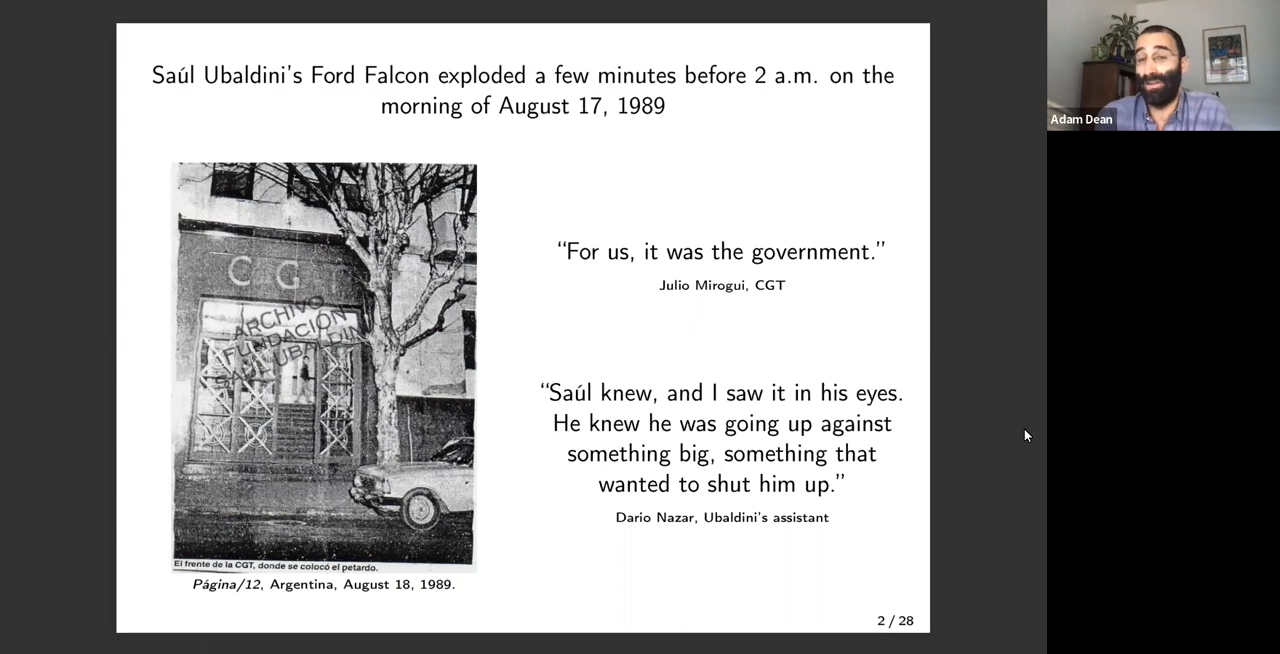 Saúl Ubaldini's Ford Falcon exploded a few minutes before 2 a.m. on the
morning of August 17, 1989
C G T
ARCHIVO
FUNDACION
SAUL UBALDINI
El frente de la CGT, donde se colocó el petardo.
Página/12, Argentina, August 18, 1989.
“For us, it was the government.”
Julio Mirogui, CGT
“Saúl knew, and I saw it in his eyes.
He knew he was going up against
something big, something that
wanted to shut him up.”
Dario Nazar, Ubaldini's assistant
2 / 28
Adam Dean